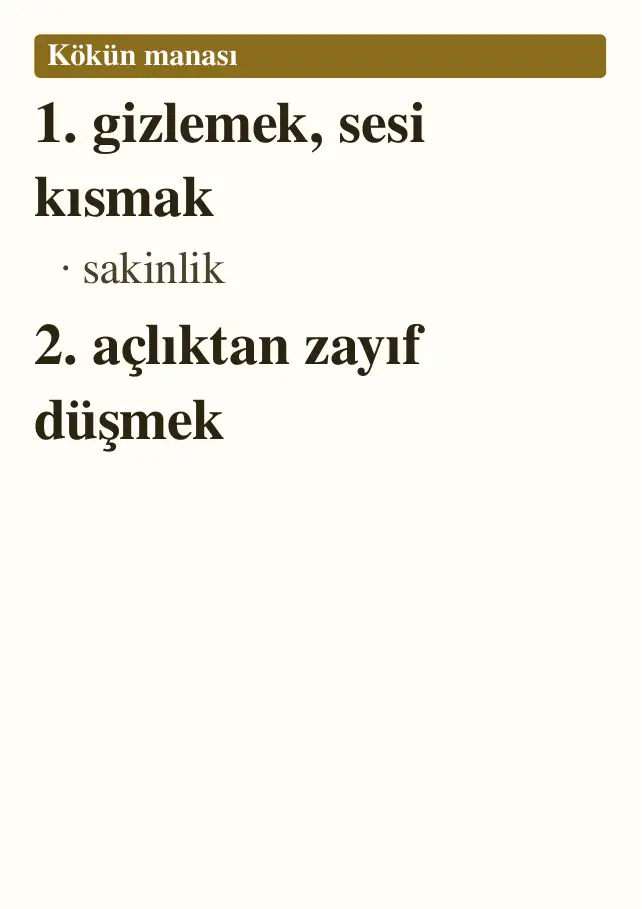 Kökün manası
1. gizlemek, sesi
kısmak
· sakinlik
2. açlıktan zayıf
düşmek